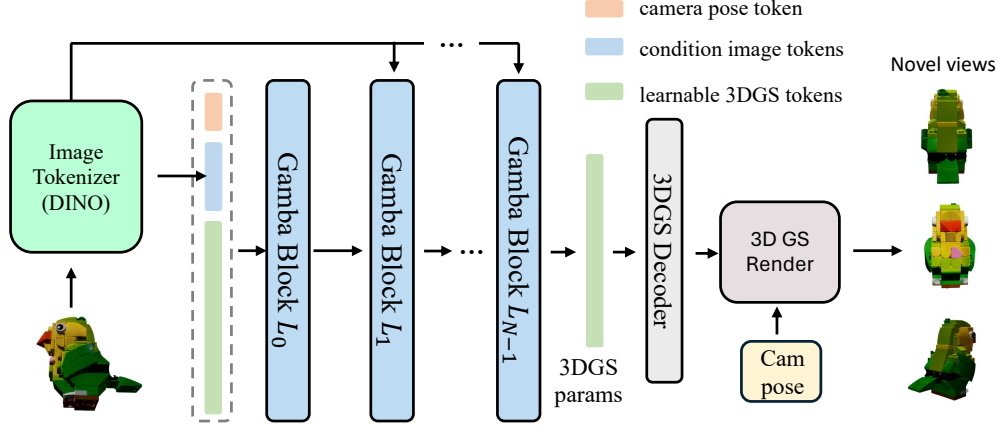 camera pose token
condition image tokens
learnable 3DGS tokens
Novel views
Image
Tokenizer
(DINO)
Gamba Block L₀
Gamba Block L₁
...
...
Gamba Block L_{N−1}
3DGS
params
3DGS Decoder
3D GS
Render
Cam
pose